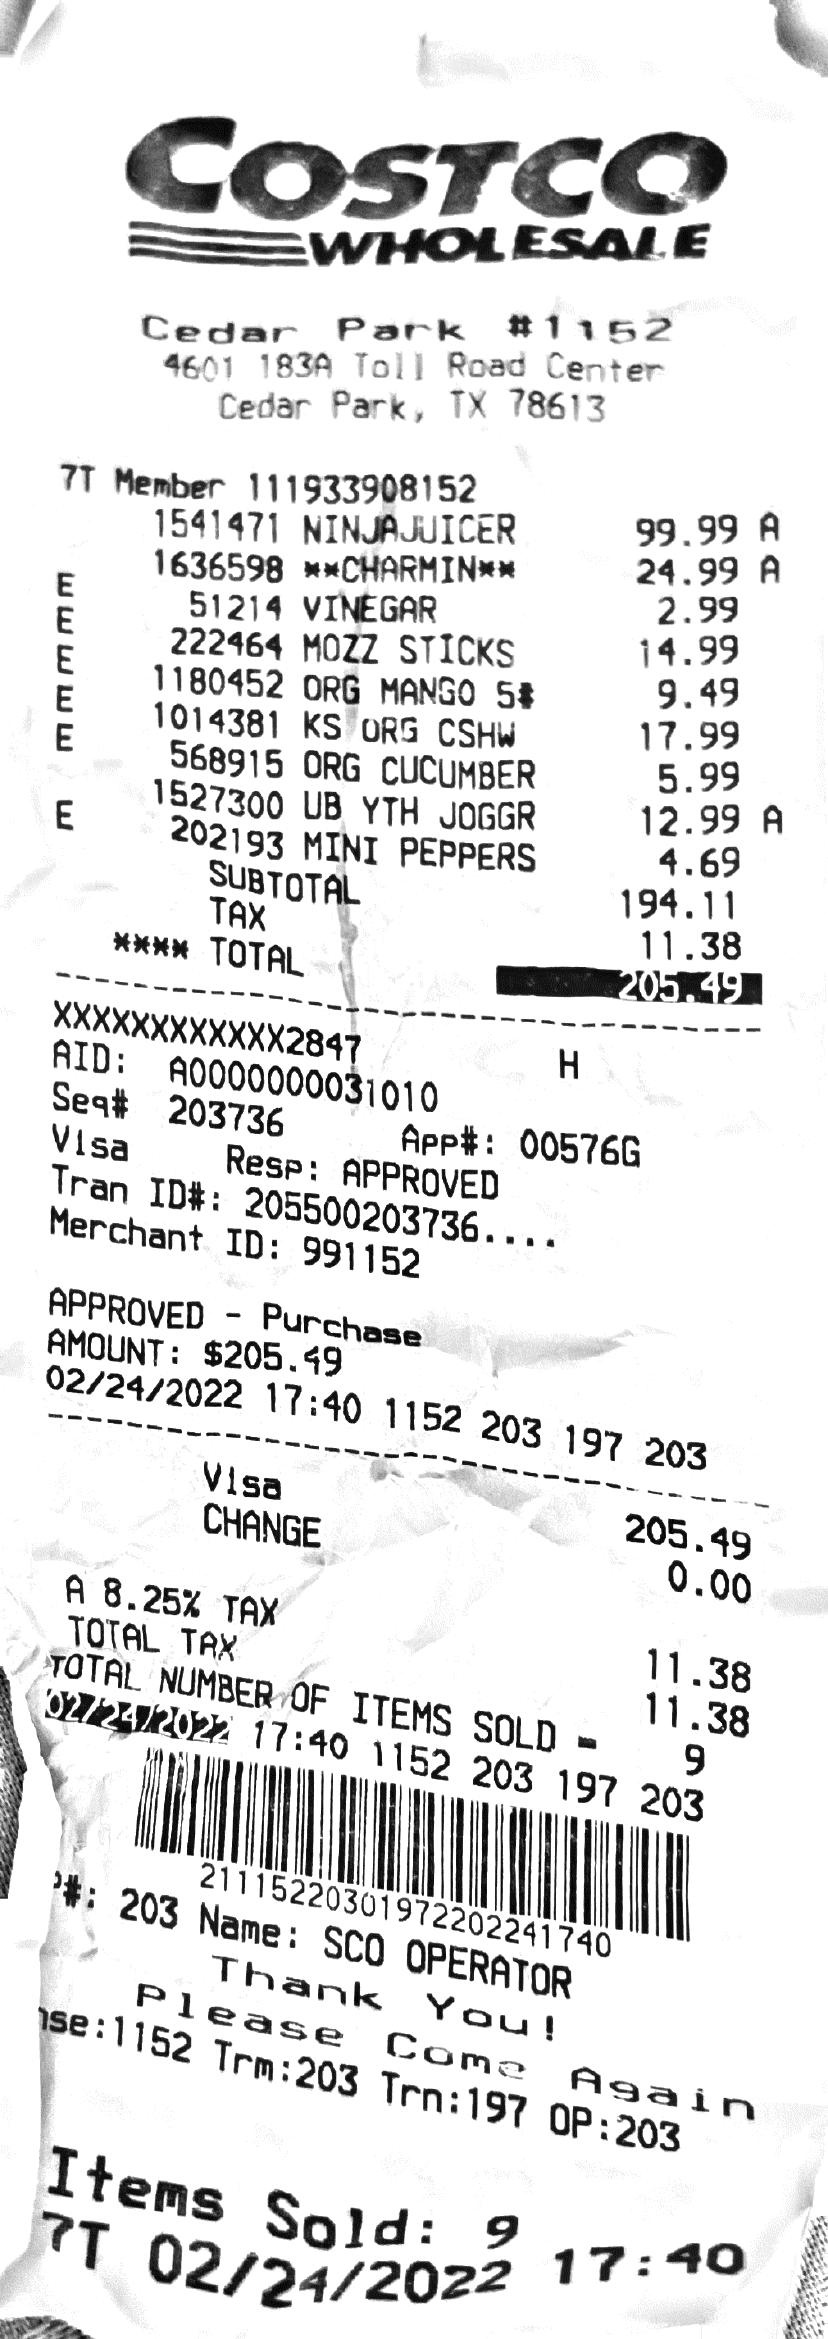 COSTCO
WHOLESALE
Cedar Park #1152
4601 183A Toll Road Center
Cedar Park, TX 78613
7T Member 111933908152
1541471 NINJAJUICER 99.99 A
1636598 **CHARMIN** 24.99 A
E 51214 VINEGAR 2.99
E 222464 MOZZ STICKS 14.99
E 1180452 ORG MANGO 5# 9.49
E 1014381 KS ORG CSHW 17.99
E 568915 ORG CUCUMBER 5.99
1527300 UB YTH JOGGR 12.99 A
E 202193 MINI PEPPERS 4.69
SUBTOTAL 194.11
TAX 11.38
**** TOTAL 205.49
XXXXXXXXXXXX2847 H
AID: A0000000031010
Seq# 203736 App#: 00576G
Visa Resp: APPROVED
Tran ID#: 205500203736....
Merchant ID: 991152
APPROVED - Purchase
AMOUNT: $205.49
02/24/2022 17:40 1152 203 197 203
Visa 205.49
CHANGE 0.00
A 8.25% TAX 11.38
TOTAL TAX 11.38
TOTAL NUMBER OF ITEMS SOLD = 9
02/24/2022 17:40 1152 203 197 203
21115220301972202241740
#: 203 Name: SCO OPERATOR
Thank You!
Please Come Again
se:1152 Trm:203 Trn:197 OP:203
Items Sold: 9
7T 02/24/2022 17:40